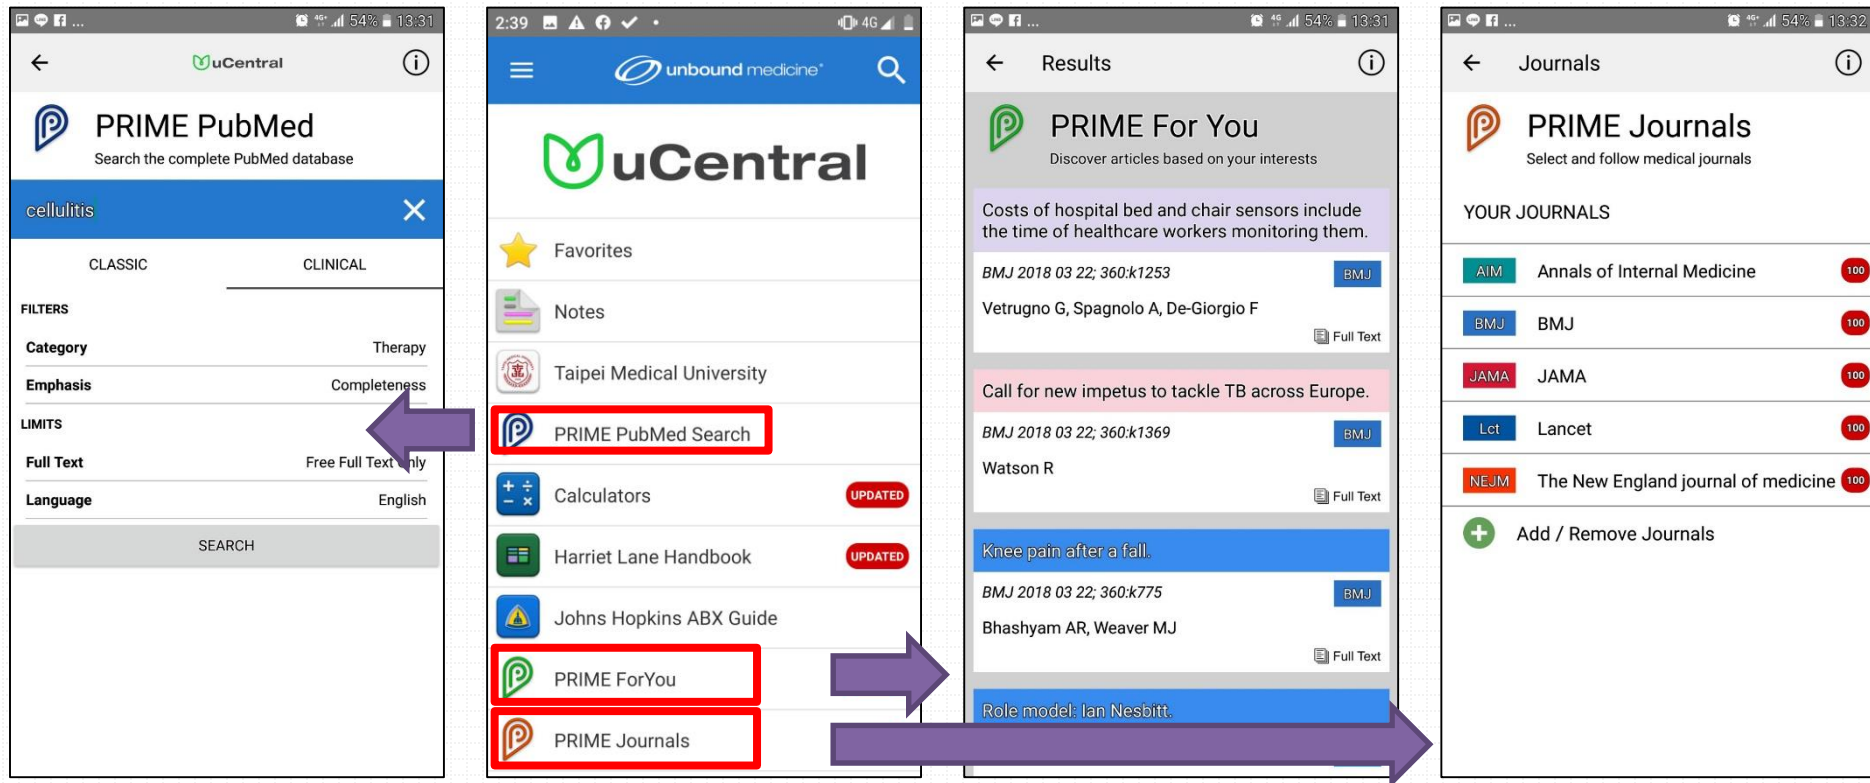 ... 4G+ 54% 13:31
uCentral
PRIME PubMed
Search the complete PubMed database
cellulitis
CLASSIC CLINICAL
FILTERS
Category Therapy
Emphasis Completeness
LIMITS
Full Text Free Full Text Only
Language English
SEARCH
2:39 4G
unbound medicine
uCentral
Favorites
Notes
Taipei Medical University
PRIME PubMed Search
Calculators UPDATED
Harriet Lane Handbook UPDATED
Johns Hopkins ABX Guide
PRIME ForYou
PRIME Journals
... 4G+ 54% 13:31
Results
PRIME For You
Discover articles based on your interests
Costs of hospital bed and chair sensors include
the time of healthcare workers monitoring them.
BMJ 2018 03 22; 360:k1253 BMJ
Vetrugno G, Spagnolo A, De-Giorgio F
Full Text
Call for new impetus to tackle TB across Europe.
BMJ 2018 03 22; 360:k1369 BMJ
Watson R
Full Text
Knee pain after a fall.
BMJ 2018 03 22; 360:k775 BMJ
Bhashyam AR, Weaver MJ
Full Text
Role model: Ian Nesbitt.
... 4G+ 54% 13:32
Journals
PRIME Journals
Select and follow medical journals
YOUR JOURNALS
AIM Annals of Internal Medicine 100
BMJ BMJ 100
JAMA JAMA 100
Lct Lancet 100
NEJM The New England journal of medicine 100
Add / Remove Journals